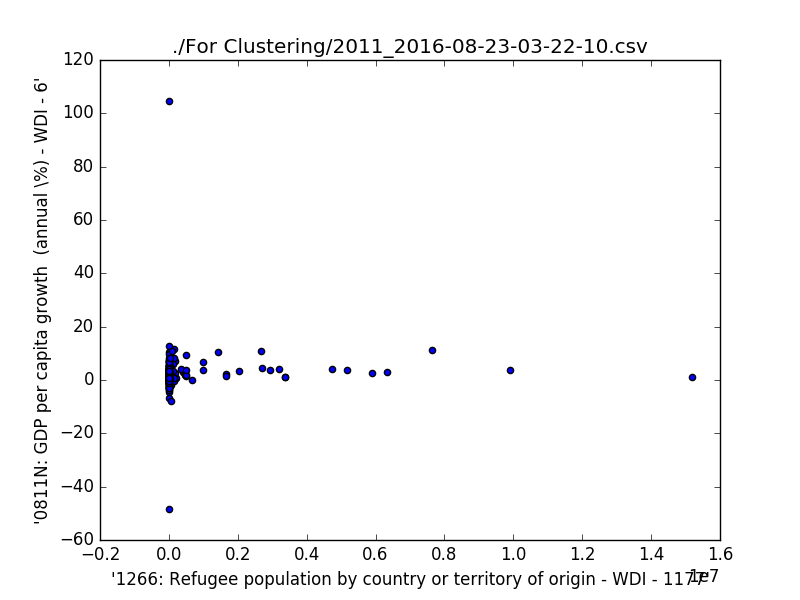 ./For Clustering/2011_2016-08-23-03-22-10.csv
120
100
80
60
40
20
0
−20
−40
−60
'0811N: GDP per capita growth (annual \%) - WDI - 6'
−0.2 0.0 0.2 0.4 0.6 0.8 1.0 1.2 1.4 1.6
1e7
'1266: Refugee population by country or territory of origin - WDI - 1177'